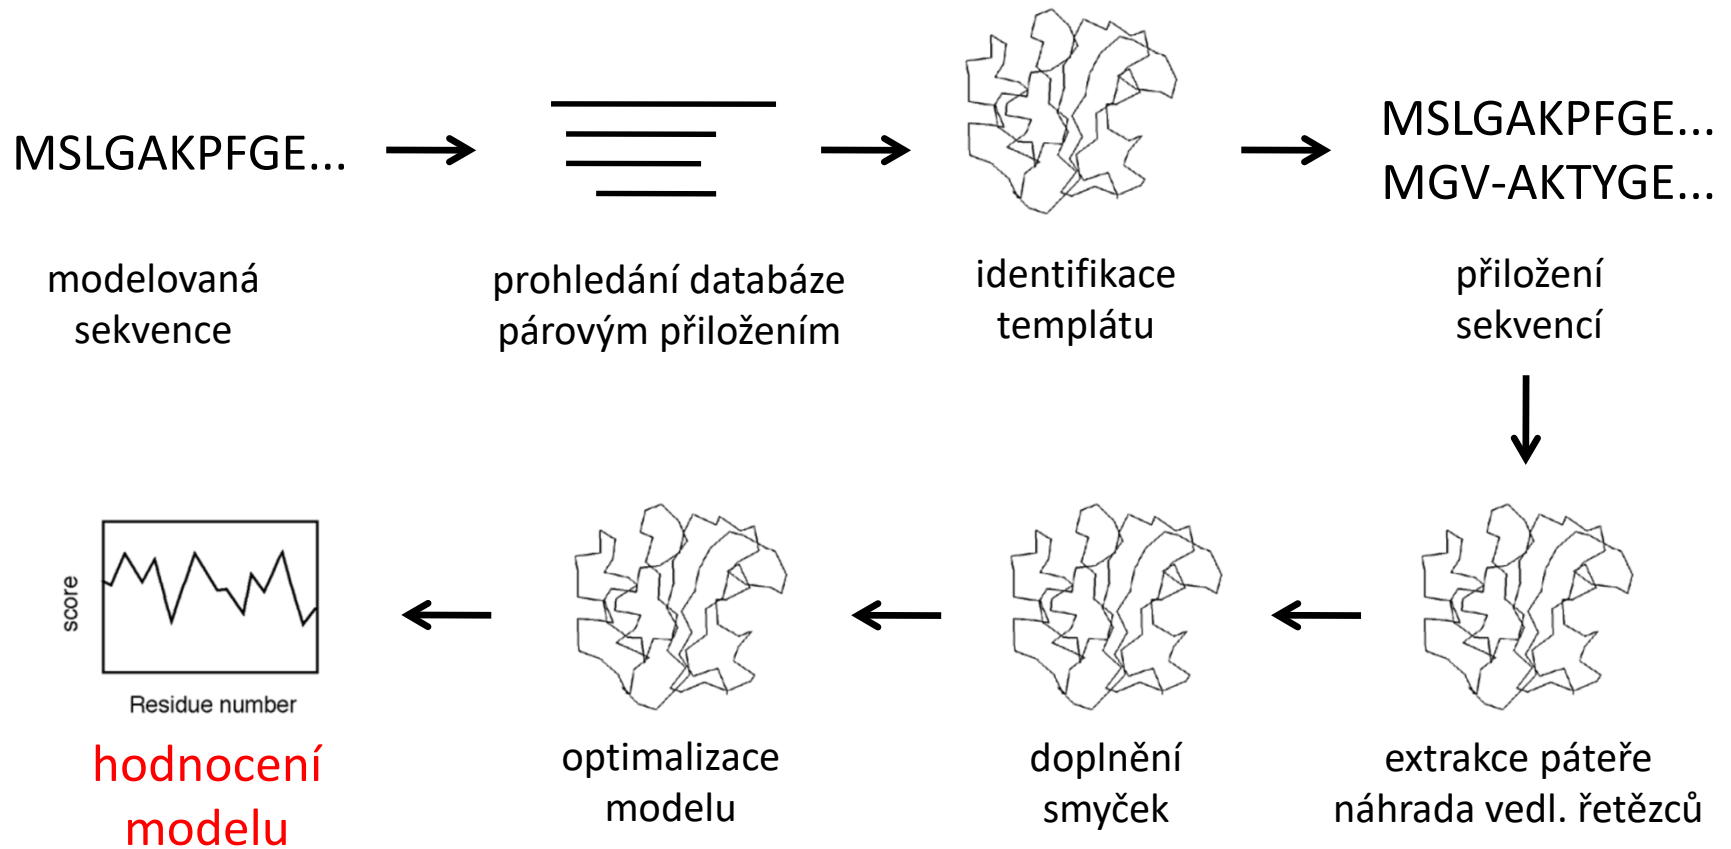 MSLGAKPFGE...
modelovaná
sekvence
prohledání databáze
párovým přiložením
identifikace
templátu
MSLGAKPFGE...
MGV-AKTYGE...
přiložení
sekvencí
score
Residue number
hodnocení
modelu
optimalizace
modelu
doplnění
smyček
extrakce páteře
náhrada vedl. řetězců